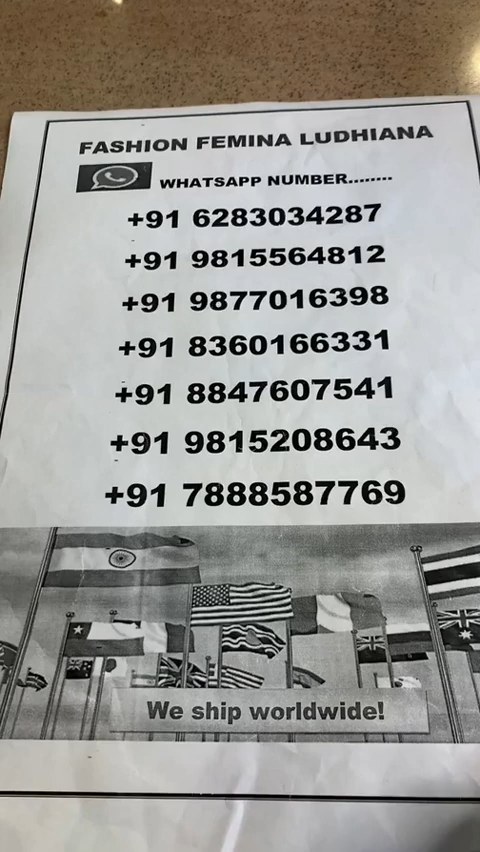 FASHION FEMINA LUDHIANA
WHATSAPP NUMBER........
+91 6283034287
+91 9815564812
+91 9877016398
+91 8360166331
+91 8847607541
+91 9815208643
+91 7888587769
We ship worldwide!